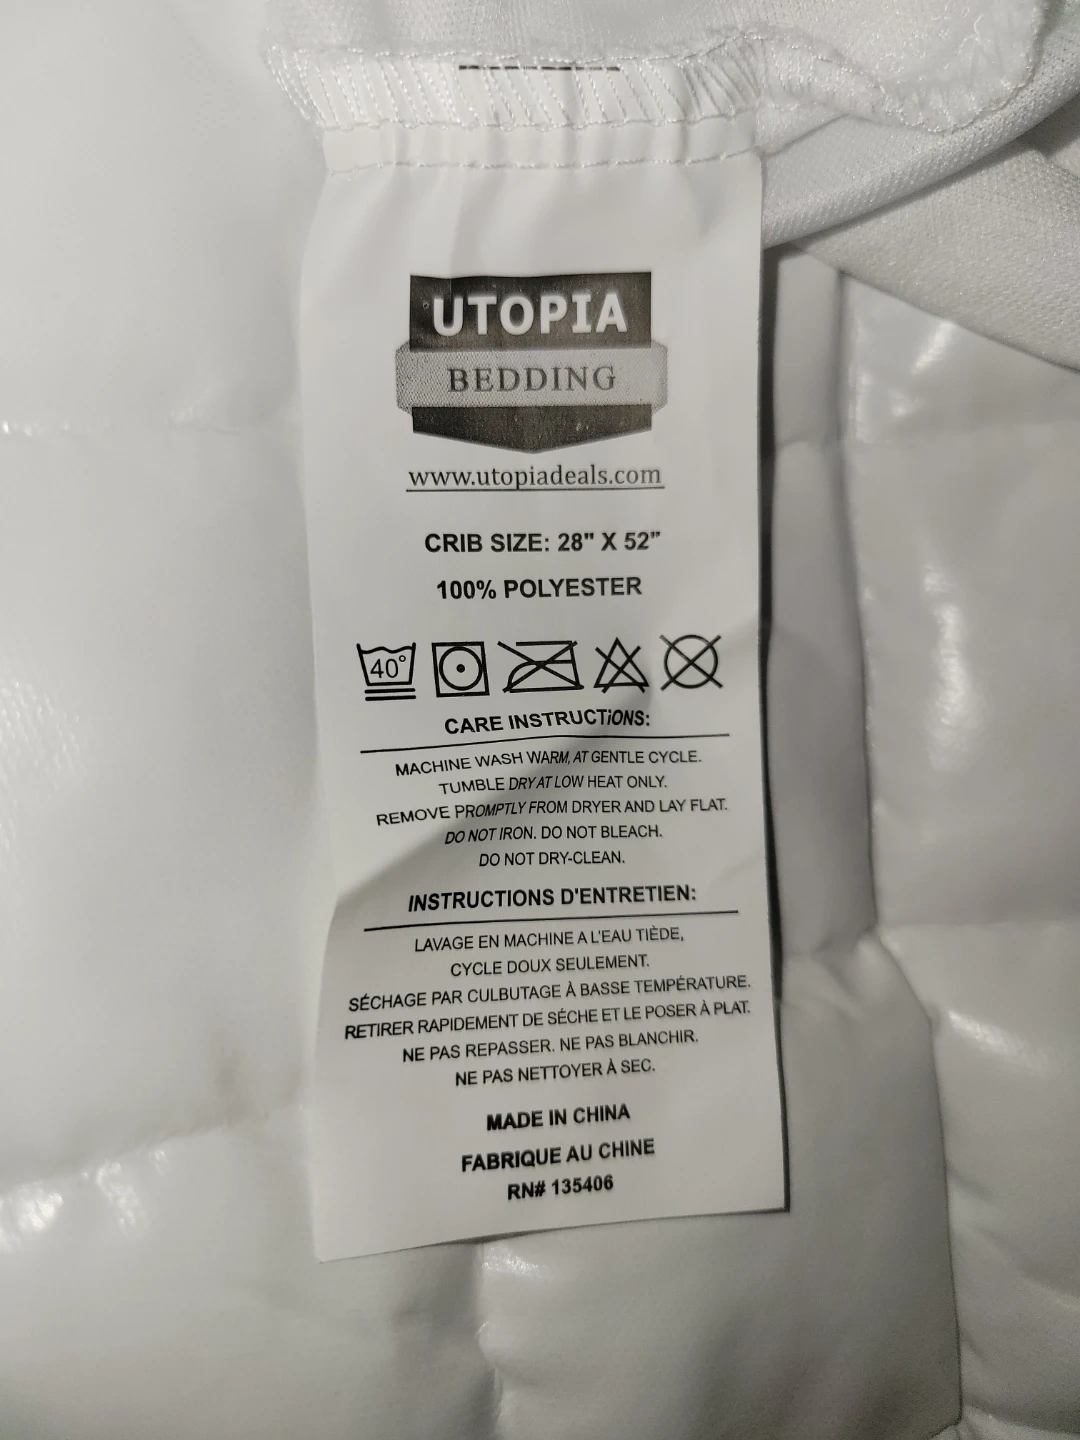 UTOPIA
BEDDING
www.utopiadeals.com
CRIB SIZE: 28" X 52"
100% POLYESTER
40°
CARE INSTRUCTiONS:
MACHINE WASH WARM, AT GENTLE CYCLE.
TUMBLE DRY AT LOW HEAT ONLY.
REMOVE PROMPTLY FROM DRYER AND LAY FLAT.
DO NOT IRON. DO NOT BLEACH.
DO NOT DRY-CLEAN.
INSTRUCTIONS D'ENTRETIEN:
LAVAGE EN MACHINE A L'EAU TIÈDE,
CYCLE DOUX SEULEMENT.
SÉCHAGE PAR CULBUTAGE À BASSE TEMPÉRATURE.
RETIRER RAPIDEMENT DE SÉCHE ET LE POSER À PLAT.
NE PAS REPASSER. NE PAS BLANCHIR.
NE PAS NETTOYER À SEC.
MADE IN CHINA
FABRIQUE AU CHINE
RN# 135406